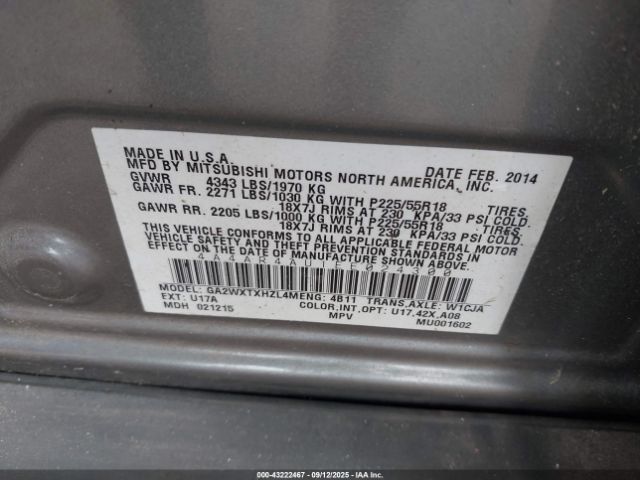 MADE IN U.S.A. DATE FEB. 2014
MFD BY MITSUBISHI MOTORS NORTH AMERICA, INC.
GVWR 4343 LBS/1970 KG
GAWR FR. 2271 LBS/1030 KG WITH P225/55R18 TIRES,
18X7J RIMS AT 230 KPA/33 PSI COLD.
GAWR RR. 2205 LBS/1000 KG WITH P225/55R18 TIRES,
18X7J RIMS AT 230 KPA/33 PSI COLD.
THIS VEHICLE CONFORMS TO ALL APPLICABLE FEDERAL MOTOR
VEHICLE SAFETY AND THEFT PREVENTION STANDARDS IN
EFFECT ON THE DATE OF MANUFACTURE SHOWN ABOVE.
MODEL: GA2WXTXHZL4M ENG: 4B11 TRANS,AXLE: W1CJA
EXT: U17A COLOR,INT,OPT: U17,42X,A08
MDH 021215 MPV MU001602
000-43222467 - 09/12/2025 - IAAI.COM